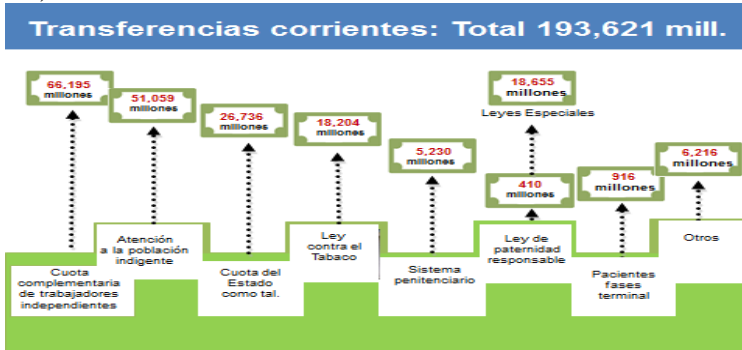 Transferencias corrientes: Total 193,621 mill.
66,195
millones
51,059
millones
26,736
millones
18,204
millones
5,230
millones
18,655
millones
Leyes Especiales
410
millones
916
millones
6,216
millones
Cuota
complementaria
de trabajadores
independientes
Atención
a la población
indigente
Cuota del
Estado
como tal.
Ley
contra el
Tabaco
Sistema
penitenciario
Ley de
paternidad
responsable
Pacientes
fases
terminal
Otros